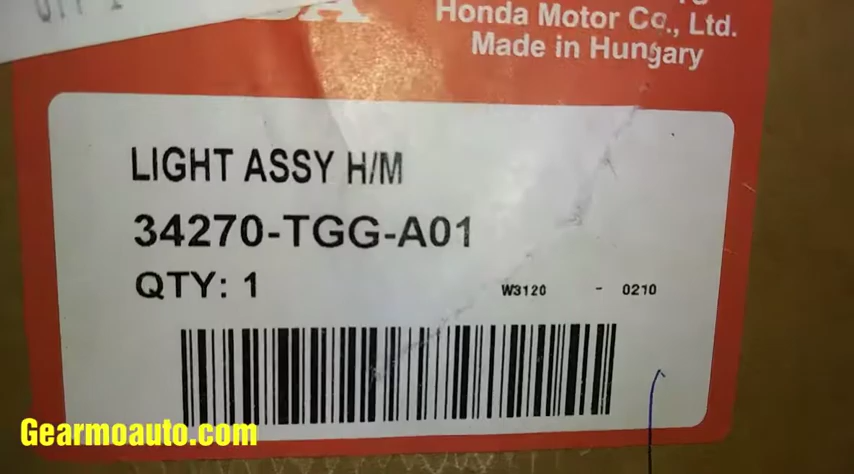 Honda Motor Co., Ltd.
Made in Hungary
LIGHT ASSY H/M
34270-TGG-A01
QTY: 1
W3120 - 0210
Gearmoauto.com